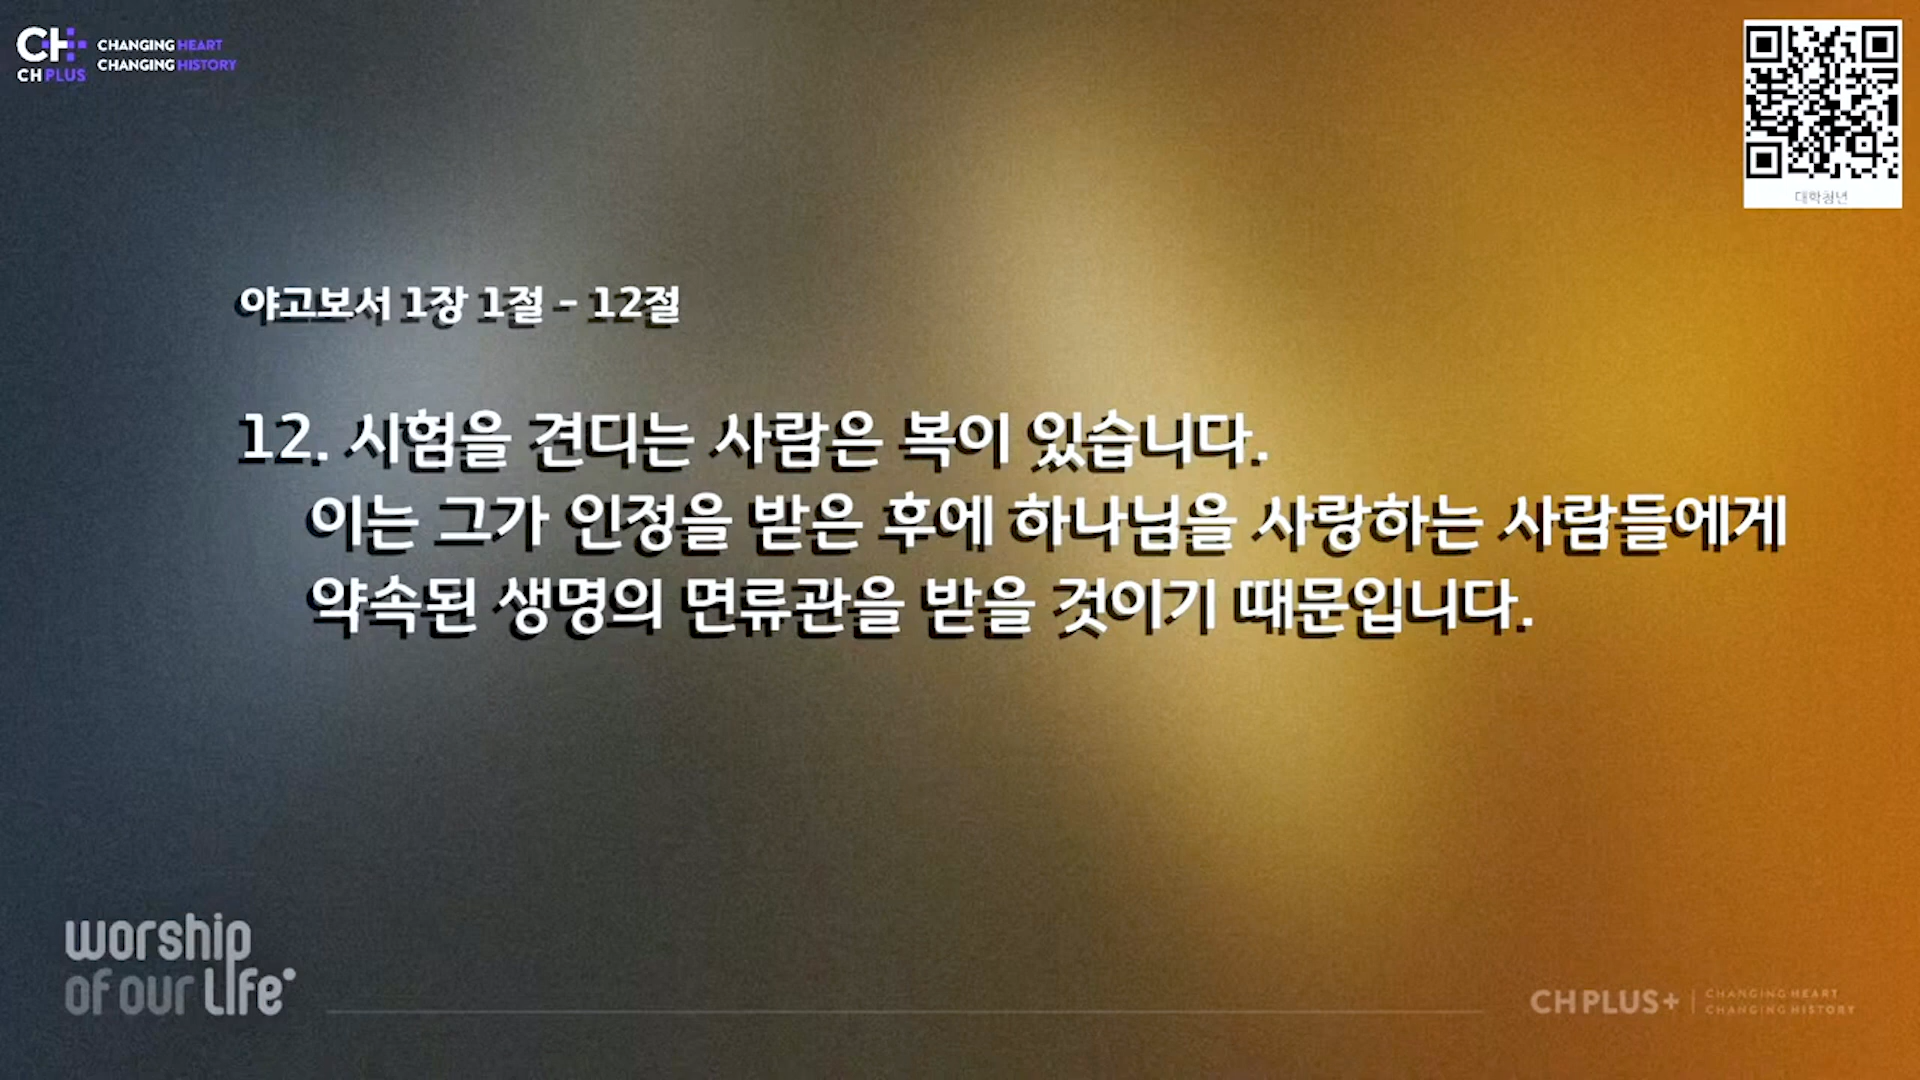 CH+
CH PLUS
CHANGING HEART
CHANGING HISTORY
대학청년
야고보서 1장 1절 - 12절
12. 시험을 견디는 사람은 복이 있습니다.
이는 그가 인정을 받은 후에 하나님을 사랑하는 사람들에게
약속된 생명의 면류관을 받을 것이기 때문입니다.
worship
of our life
CHPLUS+ | CHANGING HEART
CHANGING HISTORY